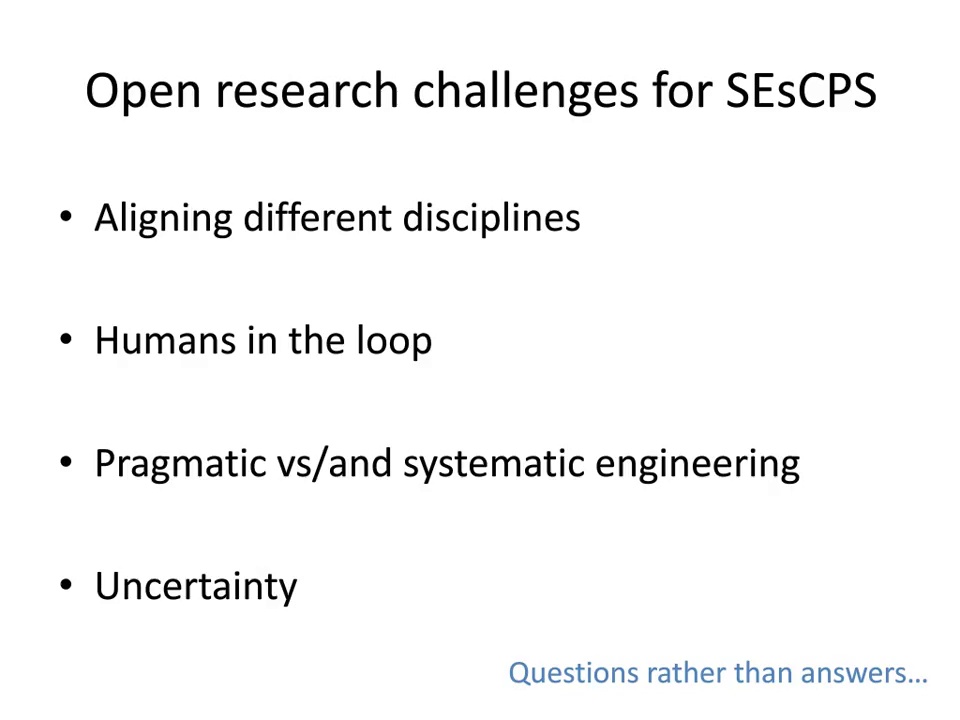 Open research challenges for SEsCPS
• Aligning different disciplines
• Humans in the loop
• Pragmatic vs/and systematic engineering
• Uncertainty
Questions rather than answers…